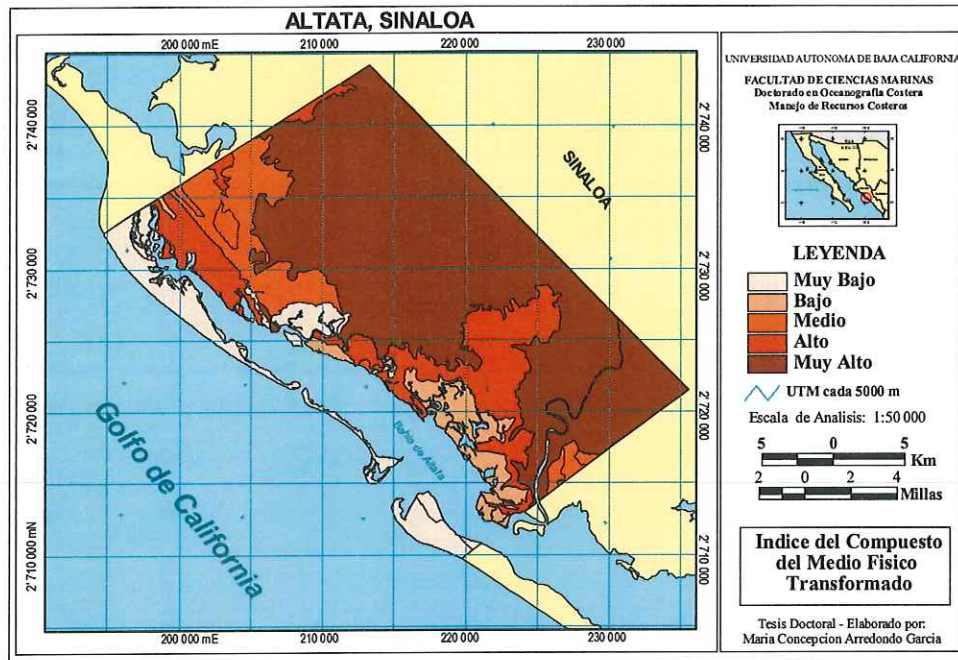 ALTATA, SINALOA
200 000 mE
210 000
220 000
230 000
2'740 000
2'730 000
2'720 000
2'710 000 mN
2'740 000
2'730 000
2'720 000
2'710 000
SINALOA
Golfo de California
Bahia de Altata
200 000 mE
210 000
220 000
230 000
UNIVERSIDAD AUTONOMA DE BAJA CALIFORNIA
FACULTAD DE CIENCIAS MARINAS
Doctorado en Oceanografia Costera
Manejo de Recursos Costeros
LEYENDA
Muy Bajo
Bajo
Medio
Alto
Muy Alto
UTM cada 5000 m
Escala de Analisis: 1:50 000
5 0 5
Km
2 0 2 4
Millas
Indice del Compuesto
del Medio Fisico
Transformado
Tesis Doctoral - Elaborado por:
Maria Concepcion Arredondo Garcia